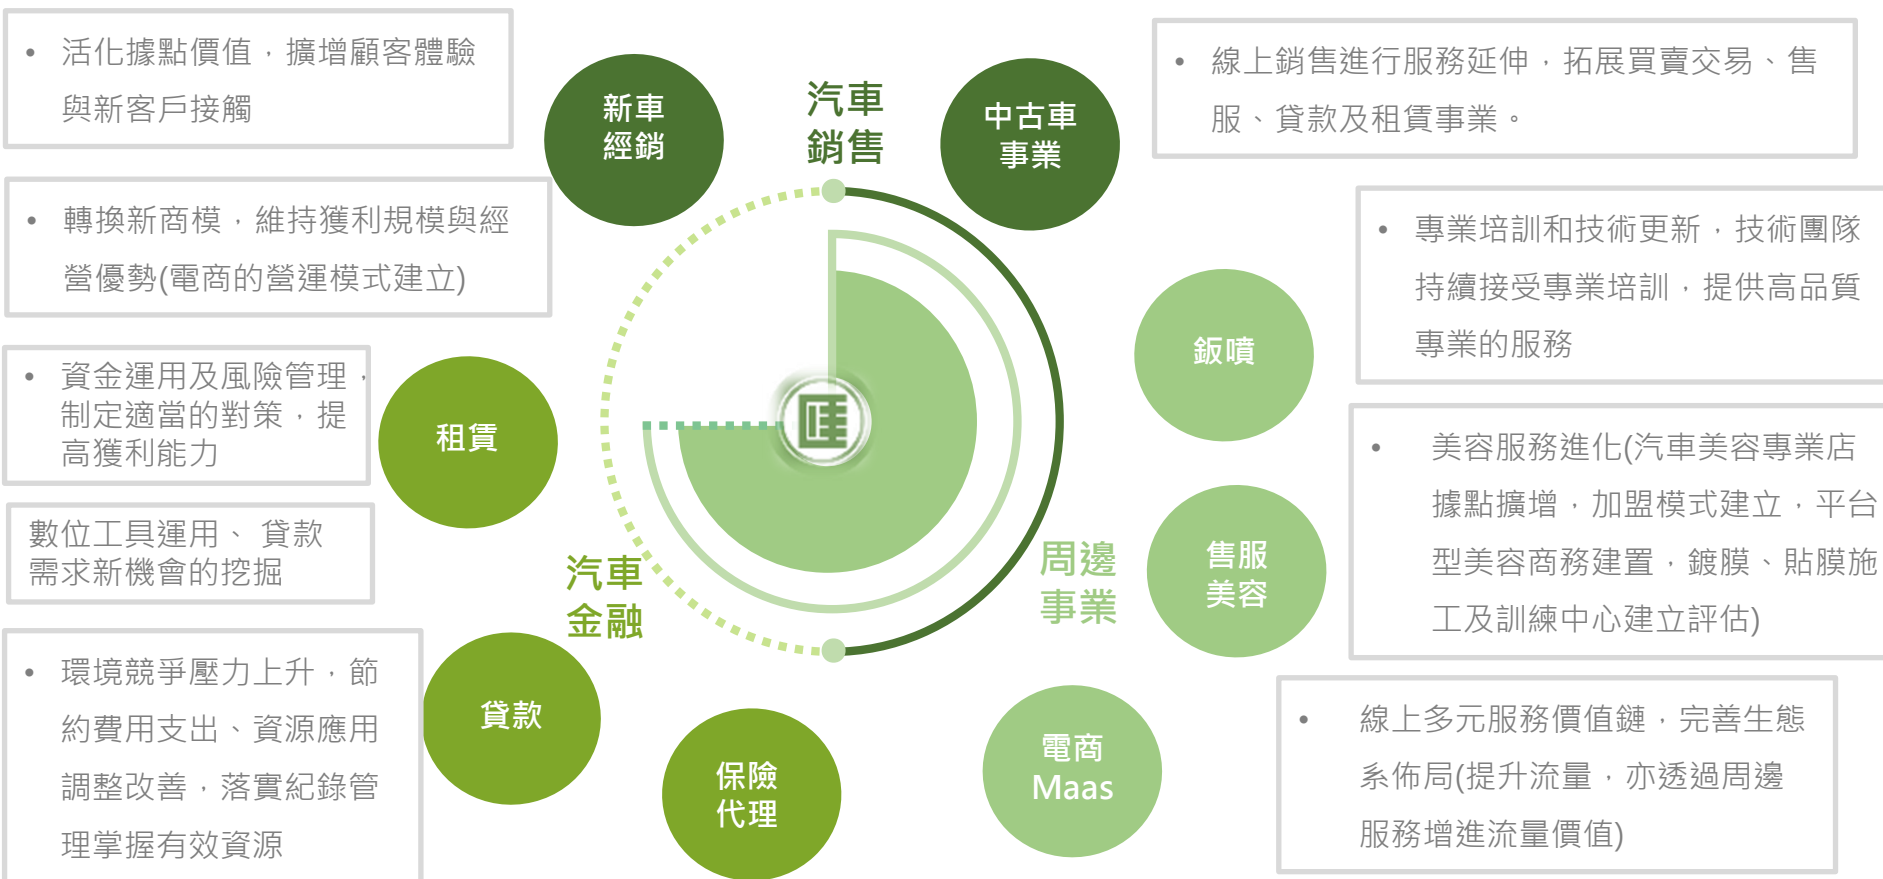 • 活化據點價值，擴增顧客體驗
與新客戶接觸
• 轉換新商模，維持獲利規模與經
營優勢(電商的營運模式建立)
• 資金運用及風險管理，
制定適當的對策，提
高獲利能力
數位工具運用、 貸款
需求新機會的挖掘
• 環境競爭壓力上升，節
約費用支出、資源應用
調整改善，落實紀錄管
理掌握有效資源
新車
經銷
汽車
銷售
中古車
事業
租賃
匯
鈑噴
汽車
金融
周邊
事業
售服
美容
貸款
保險
代理
電商
Maas
• 線上銷售進行服務延伸，拓展買賣交易、售
服、貸款及租賃事業。
• 專業培訓和技術更新，技術團隊
持續接受專業培訓，提供高品質
專業的服務
• 美容服務進化(汽車美容專業店
據點擴增，加盟模式建立，平台
型美容商務建置，鍍膜、貼膜施
工及訓練中心建立評估)
• 線上多元服務價值鏈，完善生態
系佈局(提升流量，亦透過周邊
服務增進流量價值)